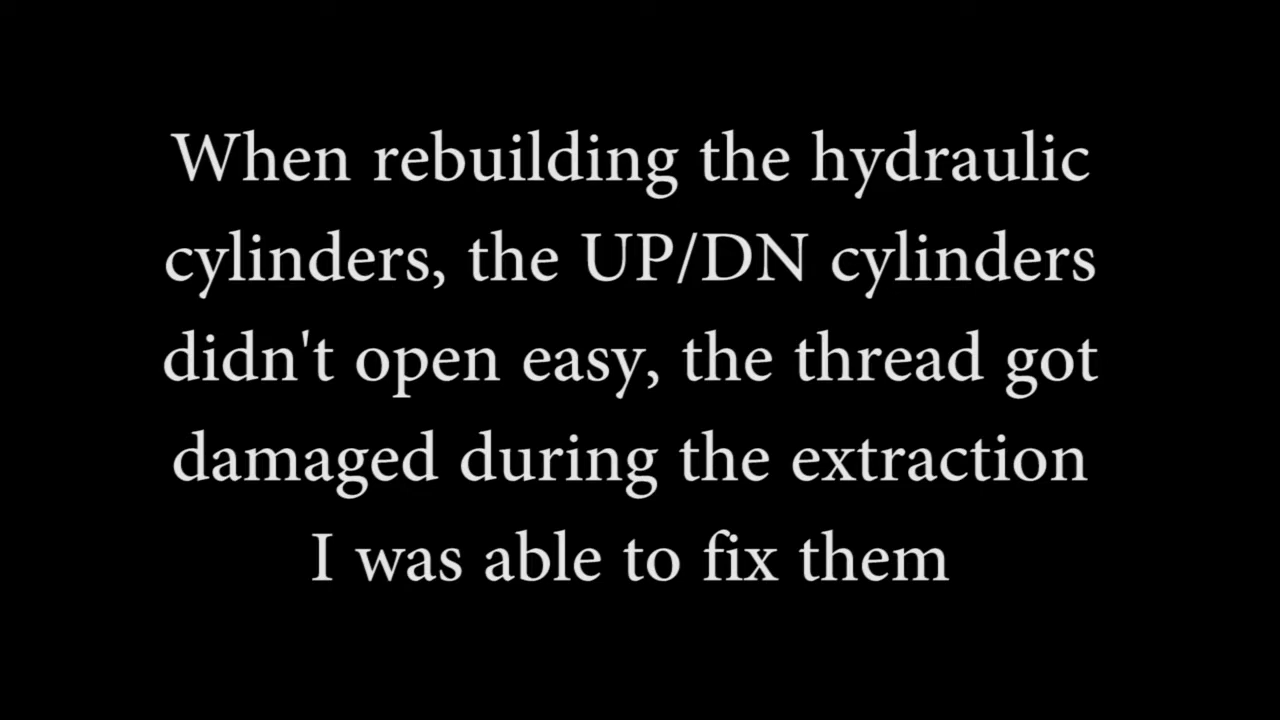 When rebuilding the hydraulic
cylinders, the UP/DN cylinders
didn't open easy, the thread got
damaged during the extraction
I was able to fix them